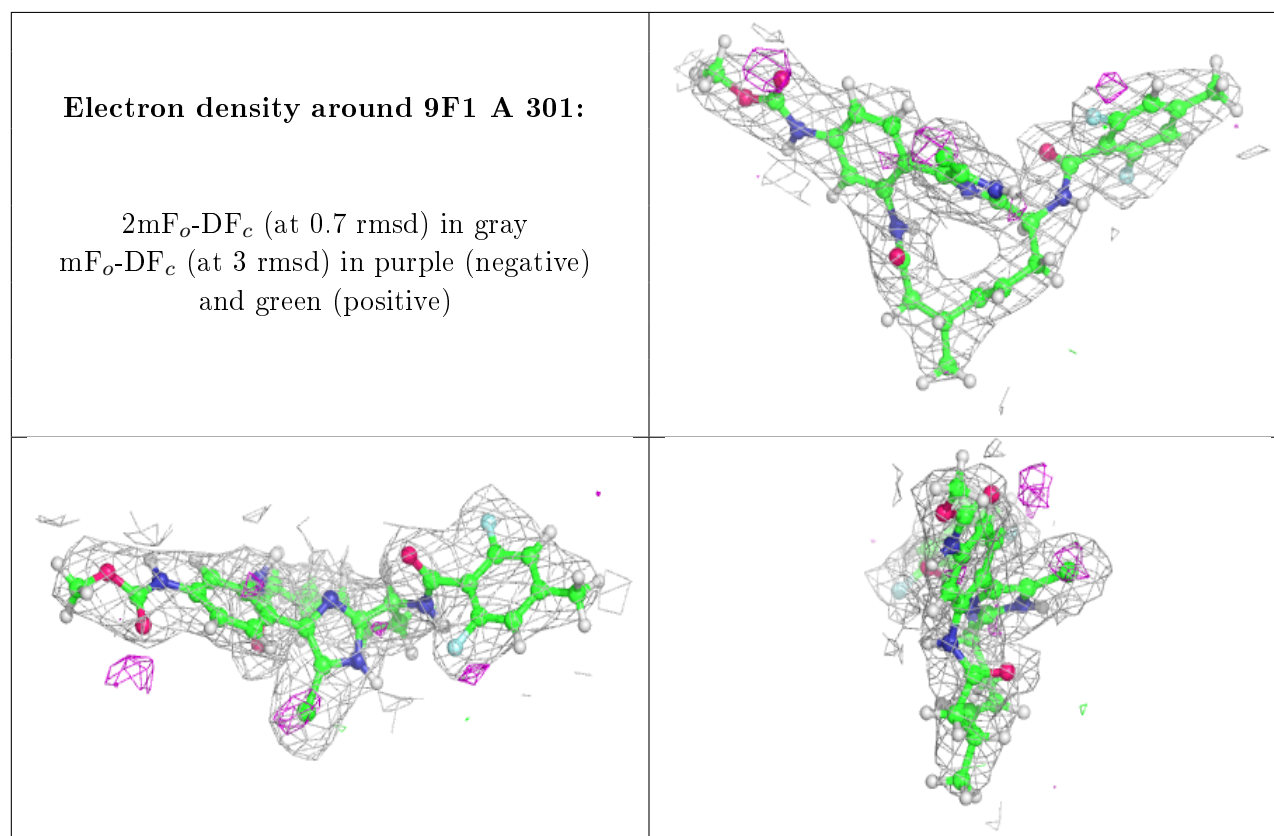 Electron density around 9F1 A 301:
2mFₒ-DF𝑐 (at 0.7 rmsd) in gray
mFₒ-DF𝑐 (at 3 rmsd) in purple (negative)
and green (positive)